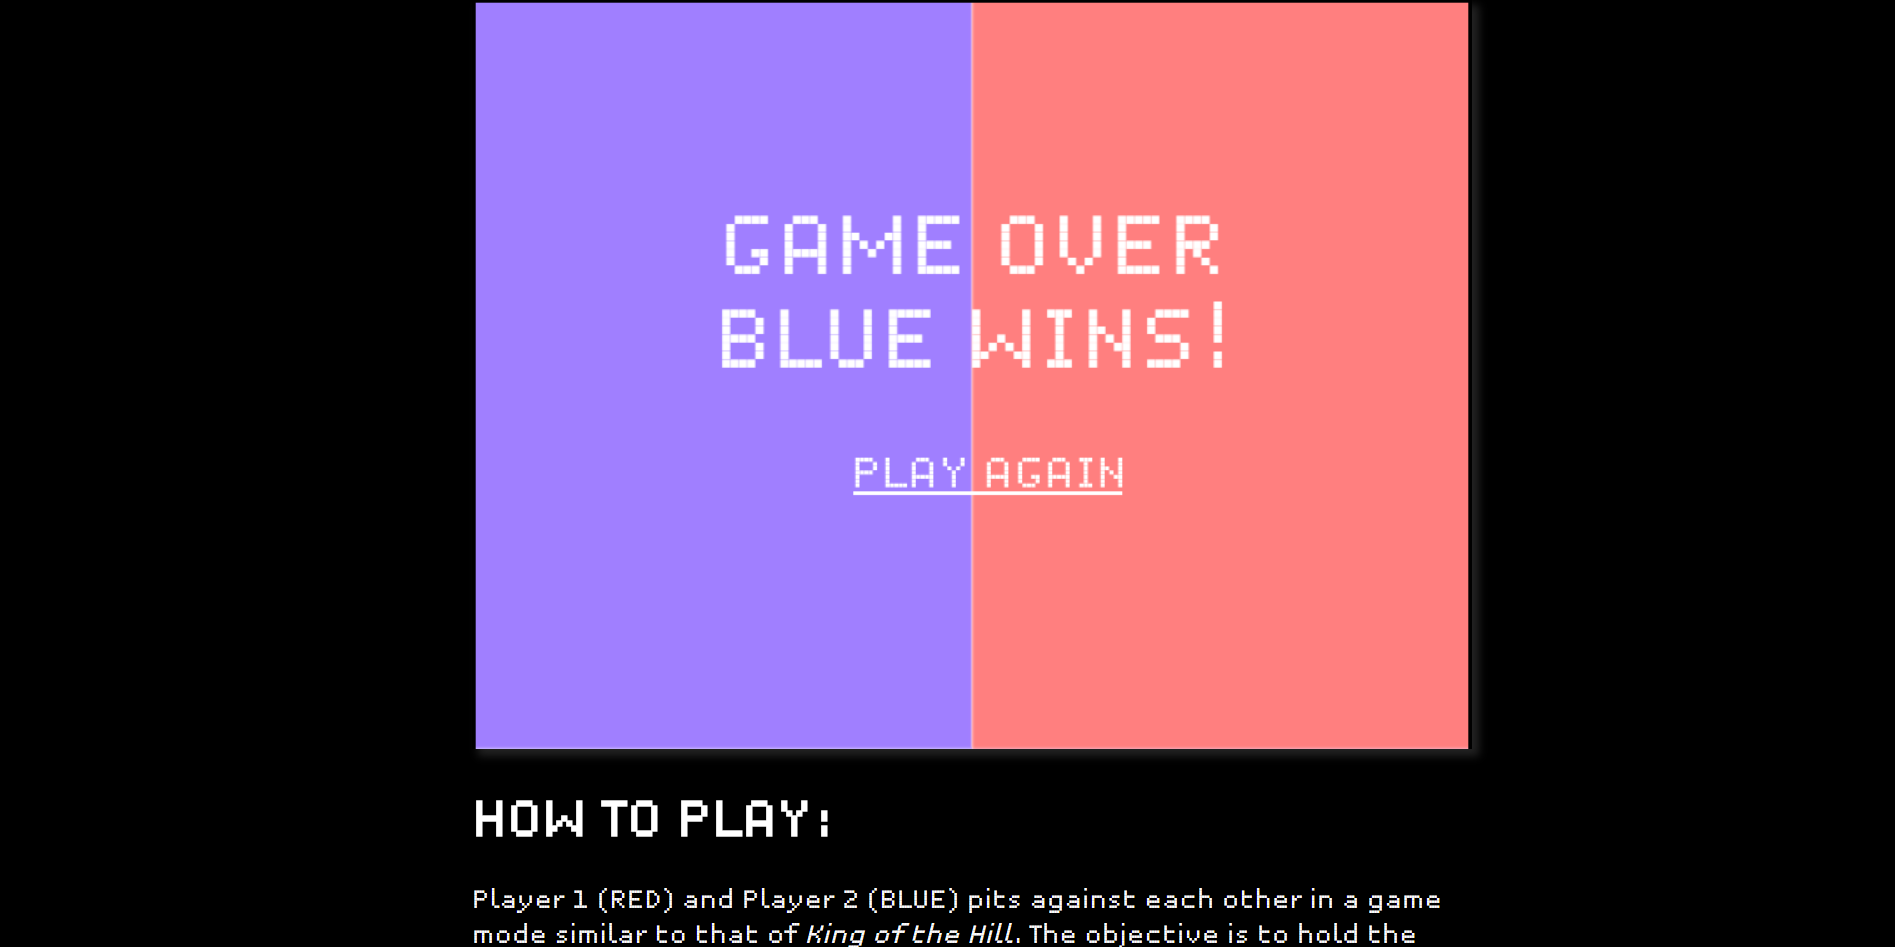 GAME OVER
BLUE WINS!
PLAY AGAIN
HOW TO PLAY:
Player 1 (RED) and Player 2 (BLUE) pits against each other in a game
mode similar to that of King of the Hill. The objective is to hold the